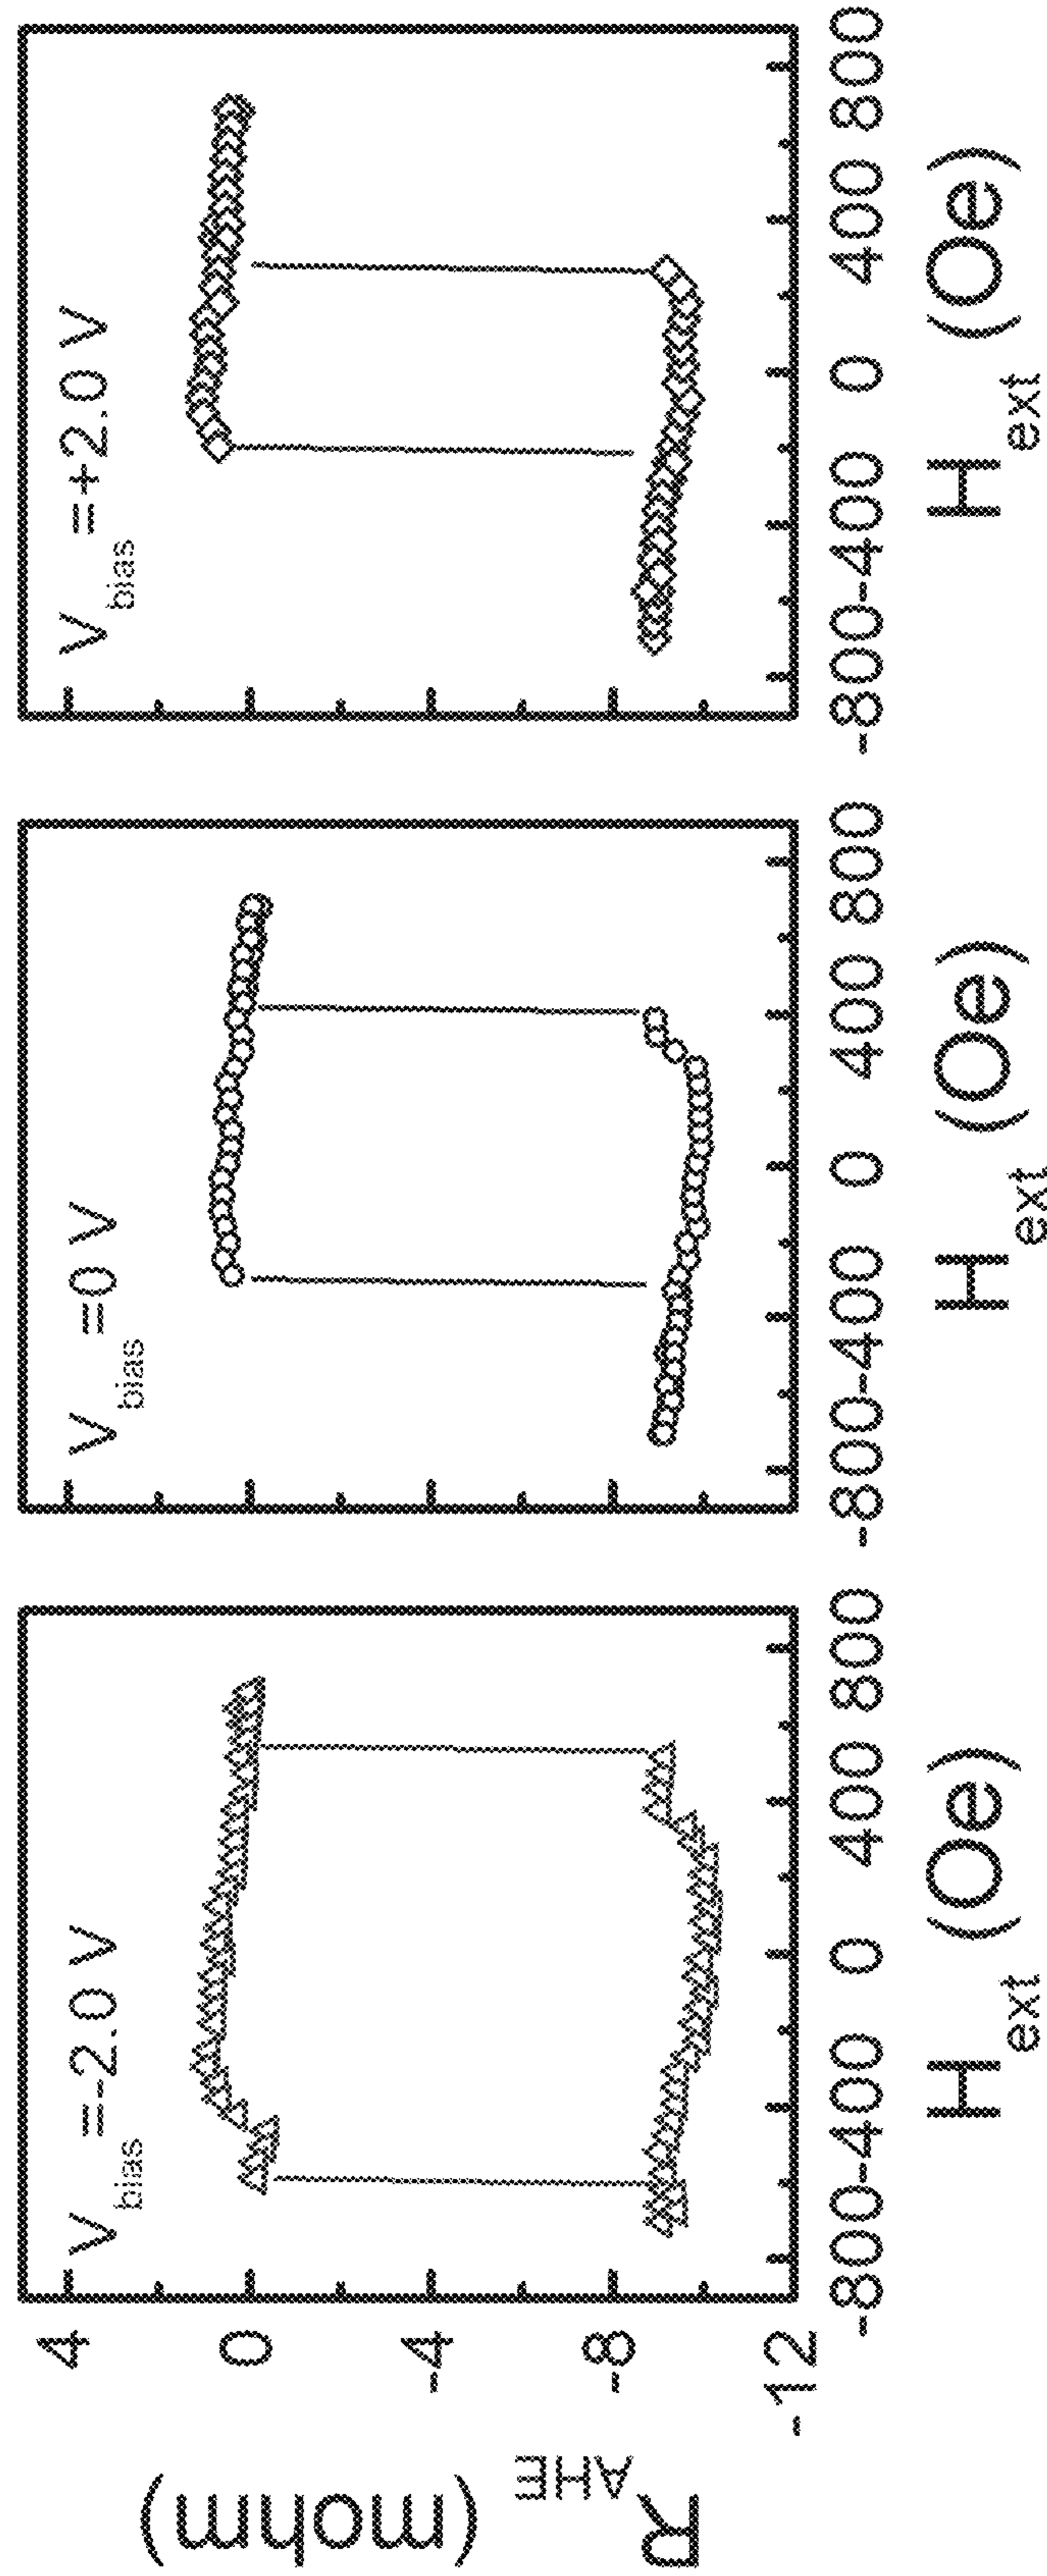 R_AHE (mohm)
4
0
-4
-8
-12
V_bias =-2.0 V
-800 -400 0 400 800
H_ext (Oe)
V_bias =0 V
-800 -400 0 400 800
H_ext (Oe)
V_bias =+2.0 V
-800 -400 0 400 800
H_ext (Oe)